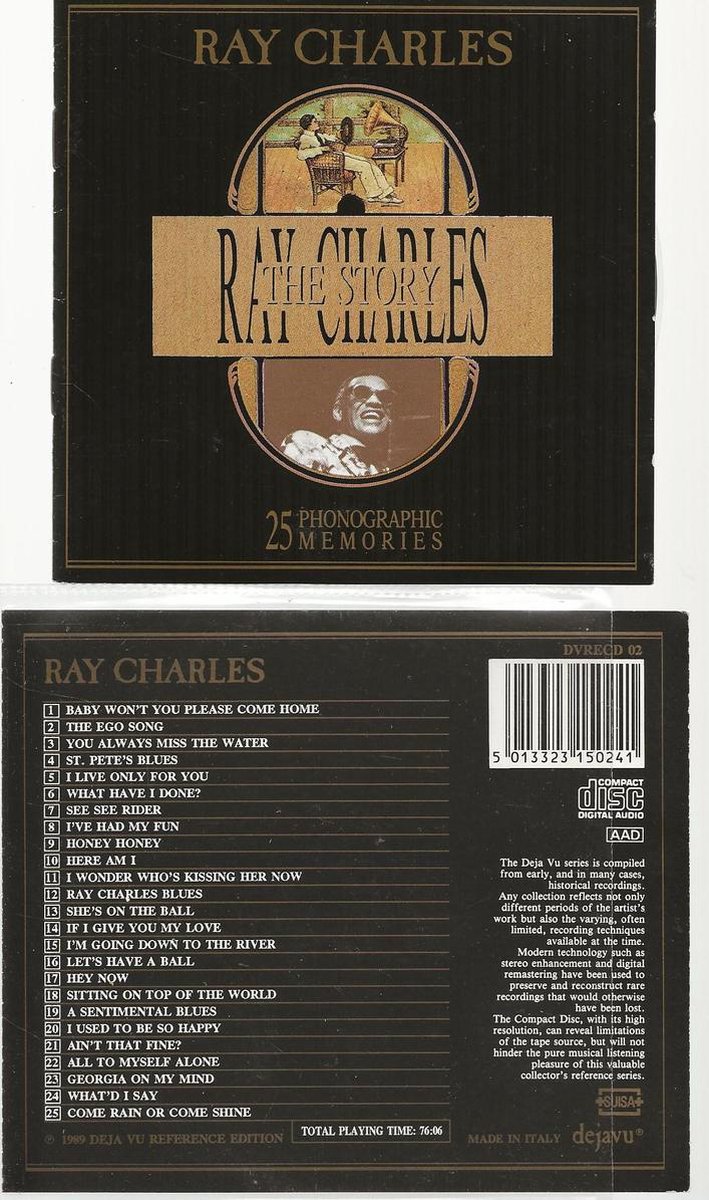 RAY CHARLES
RAY CHARLES
THE STORY
25 PHONOGRAPHIC
MEMORIES
DVRECD 02
RAY CHARLES
1 BABY WON'T YOU PLEASE COME HOME
2 THE EGO SONG
3 YOU ALWAYS MISS THE WATER
4 ST. PETE'S BLUES
5 I LIVE ONLY FOR YOU
6 WHAT HAVE I DONE?
7 SEE SEE RIDER
8 I'VE HAD MY FUN
9 HONEY HONEY
10 HERE AM I
11 I WONDER WHO'S KISSING HER NOW
12 RAY CHARLES BLUES
13 SHE'S ON THE BALL
14 IF I GIVE YOU MY LOVE
15 I'M GOING DOWN TO THE RIVER
16 LET'S HAVE A BALL
17 HEY NOW
18 SITTING ON TOP OF THE WORLD
19 A SENTIMENTAL BLUES
20 I USED TO BE SO HAPPY
21 AIN'T THAT FINE?
22 ALL TO MYSELF ALONE
23 GEORGIA ON MY MIND
24 WHAT'D I SAY
25 COME RAIN OR COME SHINE
5 013323 150241
COMPACT
disc
DIGITAL AUDIO
AAD
The Deja Vu series is compiled
from early, and in many cases,
historical recordings.
Any collection reflects not only
different periods of the artist's
work but also the varying, often
limited, recording techniques
available at the time.
Modern technology such as
stereo enhancement and digital
remastering have been used to
preserve and reconstruct rare
recordings that would otherwise
have been lost.
The Compact Disc, with its high
resolution, can reveal limitations
of the tape source, but will not
hinder the pure musical listening
pleasure of this valuable
collector's reference series.
SUISA
℗ 1989 DEJA VU REFERENCE EDITION
TOTAL PLAYING TIME: 76:06
MADE IN ITALY
dejavu®